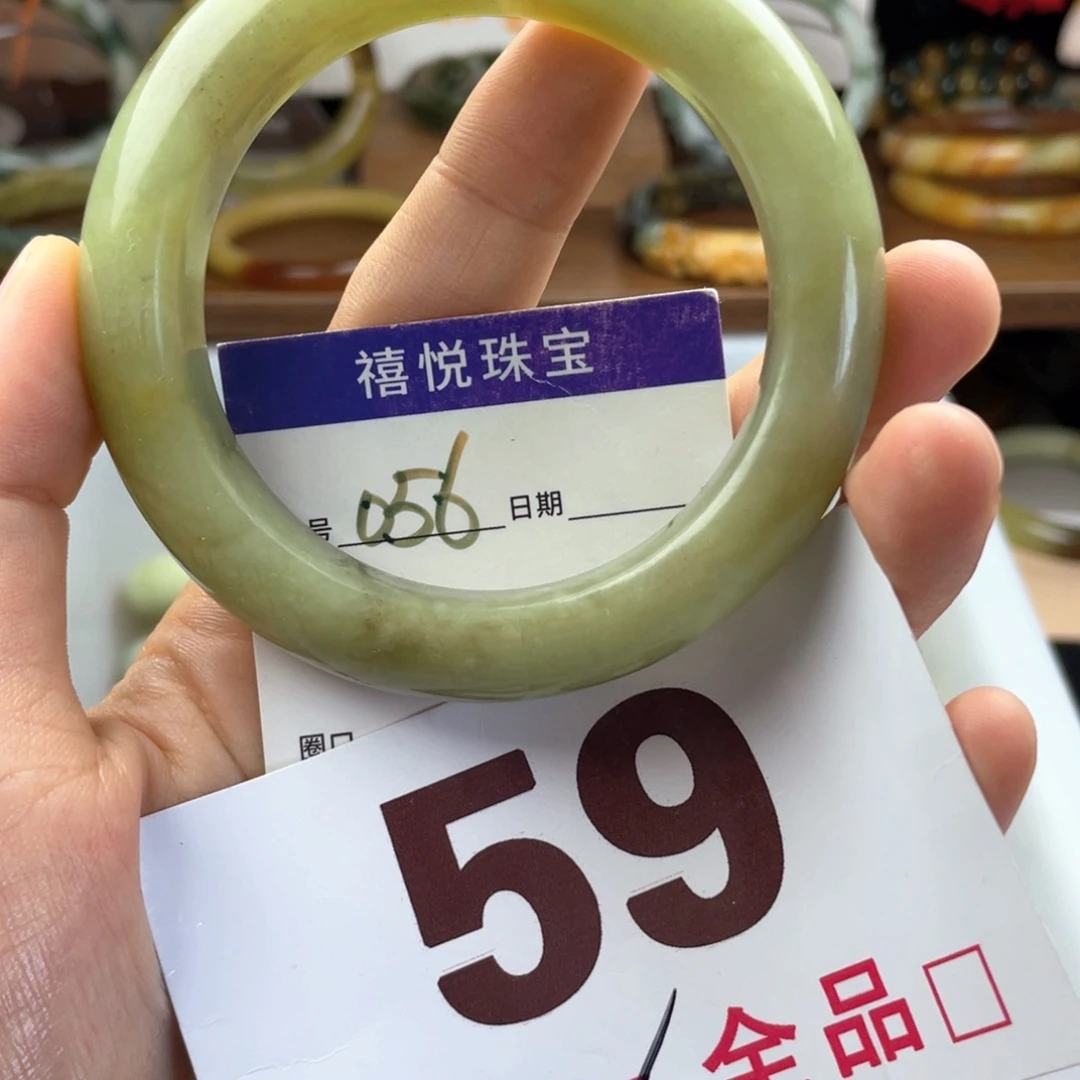 禧悦珠宝
号 056 日期
圈口
59
全品